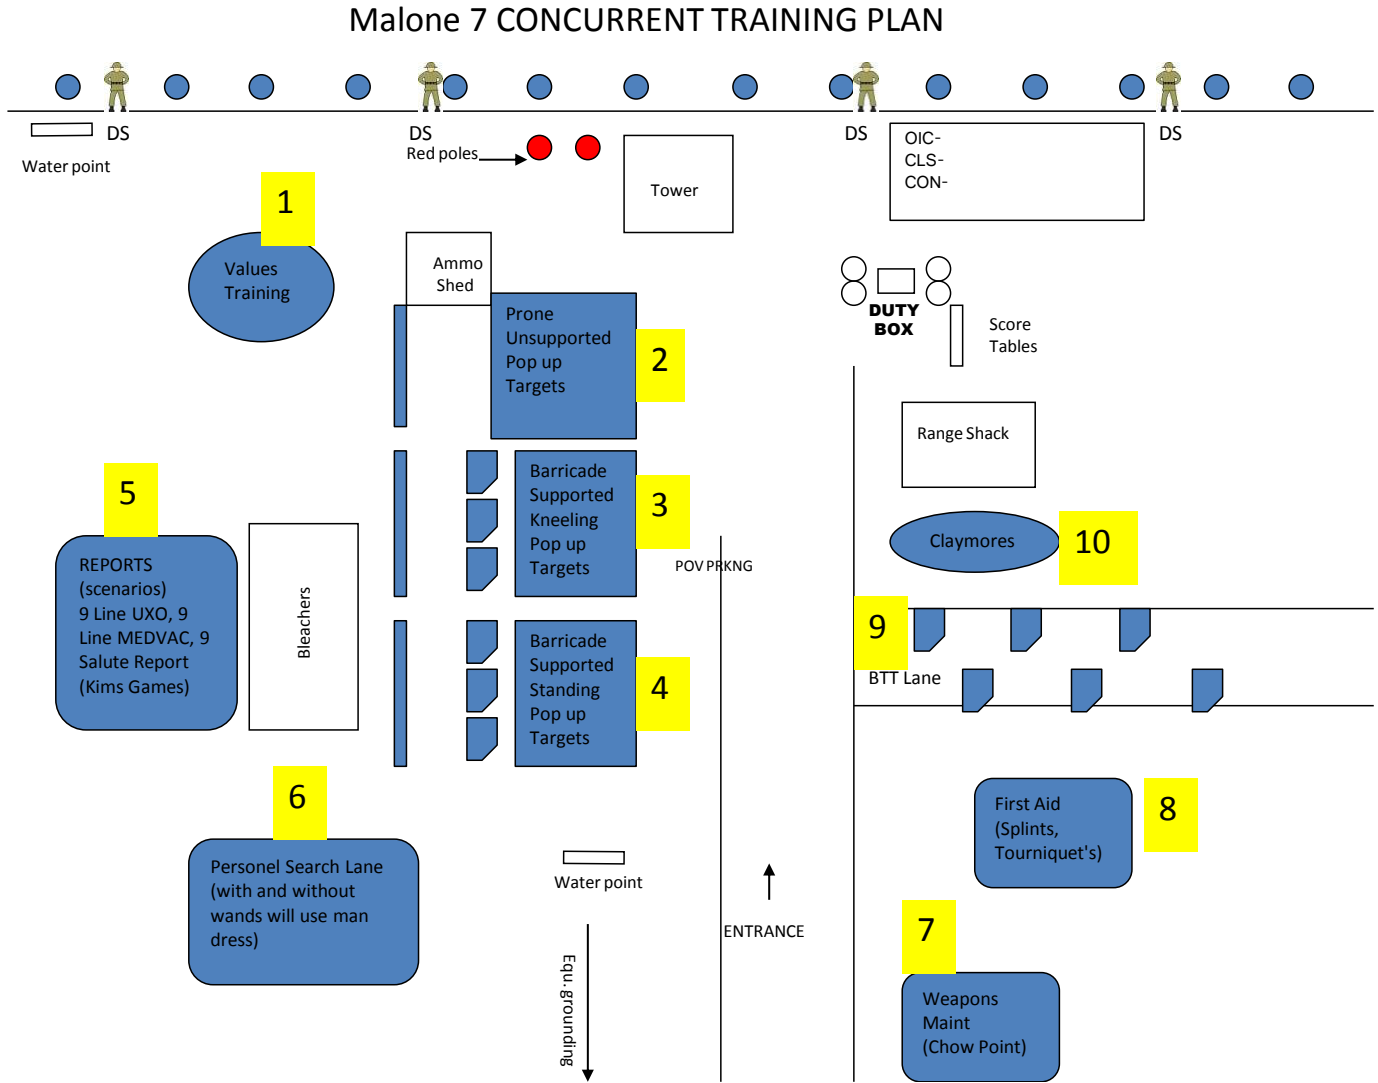 Malone 7 CONCURRENT TRAINING PLAN
DS
DS
DS
DS
Water point
Red poles
Tower
OIC-
CLS-
CON-
1
Values
Training
Ammo
Shed
DUTY
BOX
Score
Tables
Prone
Unsupported
Pop up
Targets
2
Range Shack
5
REPORTS
(scenarios)
9 Line UXO, 9
Line MEDVAC, 9
Salute Report
(Kims Games)
Bleachers
Barricade
Supported
Kneeling
Pop up
Targets
3
POV PRKNG
Claymores
10
9
BTT Lane
Barricade
Supported
Standing
Pop up
Targets
4
6
Personel Search Lane
(with and without
wands will use man
dress)
Water point
Equ. grounding
ENTRANCE
First Aid
(Splints,
Tourniquet's)
8
7
Weapons
Maint
(Chow Point)